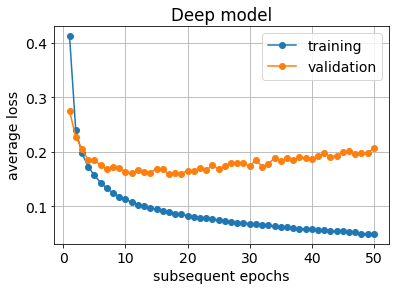 Deep model
training
validation
average loss
0.4
0.3
0.2
0.1
0
10
20
30
40
50
subsequent epochs